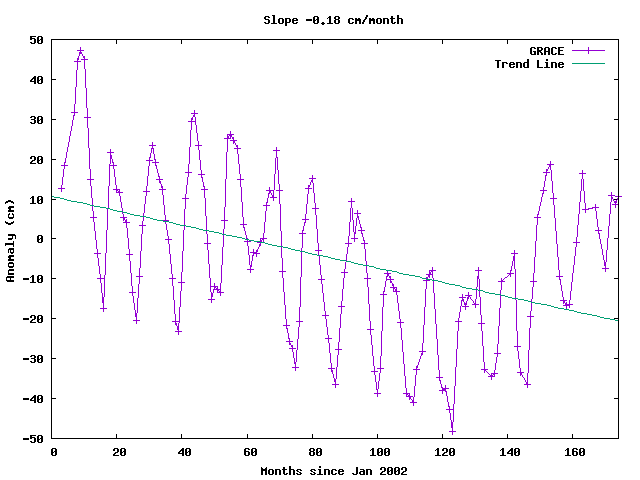 Slope -0.18 cm/month
GRACE
Trend Line
Anomaly (cm)
50
40
30
20
10
0
-10
-20
-30
-40
-50
0 20 40 60 80 100 120 140 160
Months since Jan 2002